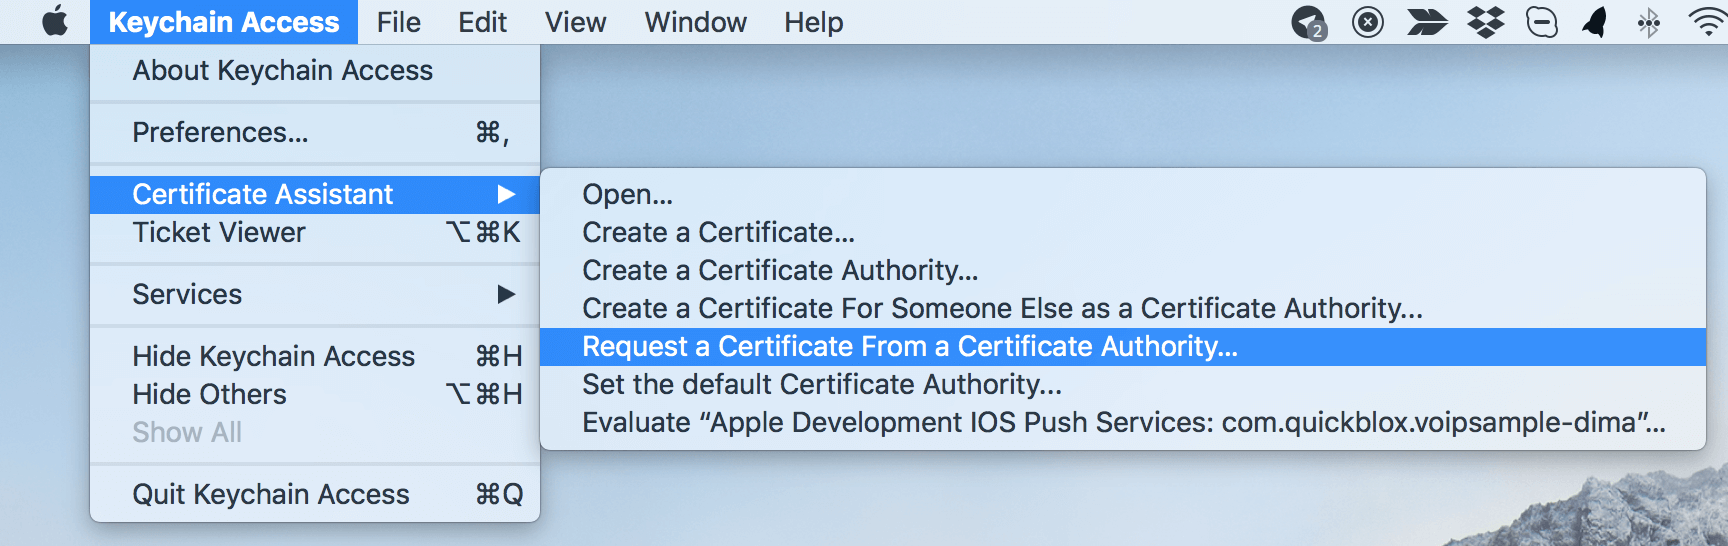 Keychain Access File Edit View Window Help 2
About Keychain Access
Preferences... ⌘,
Certificate Assistant ▶
Ticket Viewer ⌥⌘K
Services ▶
Hide Keychain Access ⌘H
Hide Others ⌥⌘H
Show All
Quit Keychain Access ⌘Q
Open...
Create a Certificate...
Create a Certificate Authority...
Create a Certificate For Someone Else as a Certificate Authority...
Request a Certificate From a Certificate Authority...
Set the default Certificate Authority...
Evaluate “Apple Development IOS Push Services: com.quickblox.voipsample-dima”...